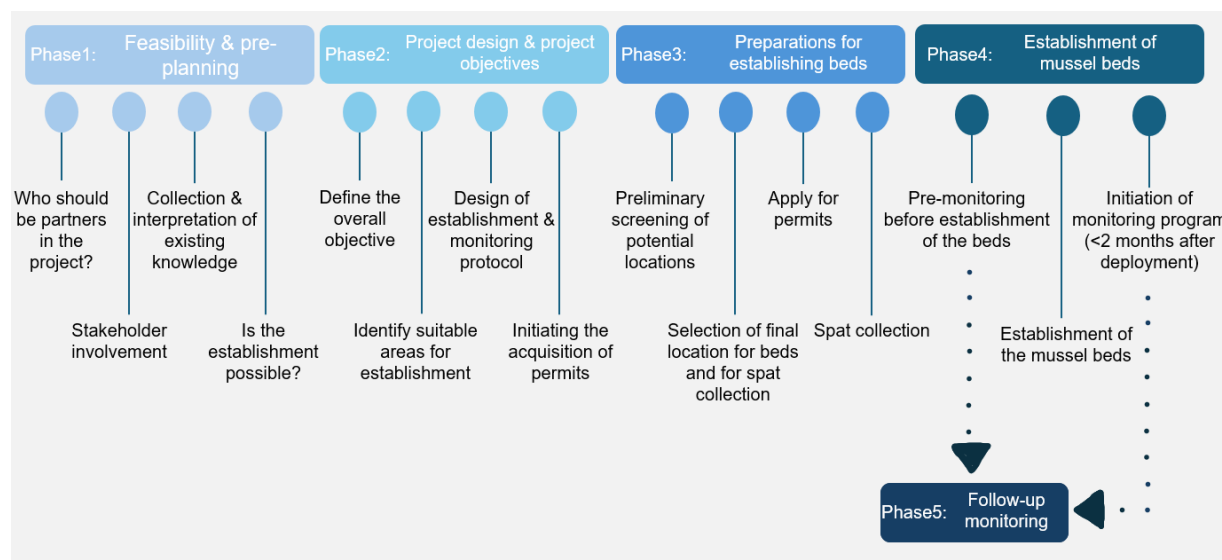 Phase1:
Feasibility & pre-
planning
Phase2:
Project design & project
objectives
Phase3:
Preparations for
establishing beds
Phase4:
Establishment of
mussel beds
Who should
be partners
in the
project?
Stakeholder
involvement
Collection &
interpretation of
existing
knowledge
Is the
establishment
possible?
Define the
overall
objective
Identify suitable
areas for
establishment
Design of
establishment &
monitoring
protocol
Initiating the
acquisition of
permits
Preliminary
screening of
potential
locations
Selection of final
location for beds
and for spat
collection
Apply for
permits
Spat collection
Pre-monitoring
before establishment
of the beds
Establishment of
the mussel beds
Initiation of
monitoring program
(<2 months after
deployment)
Phase5:
Follow-up
monitoring